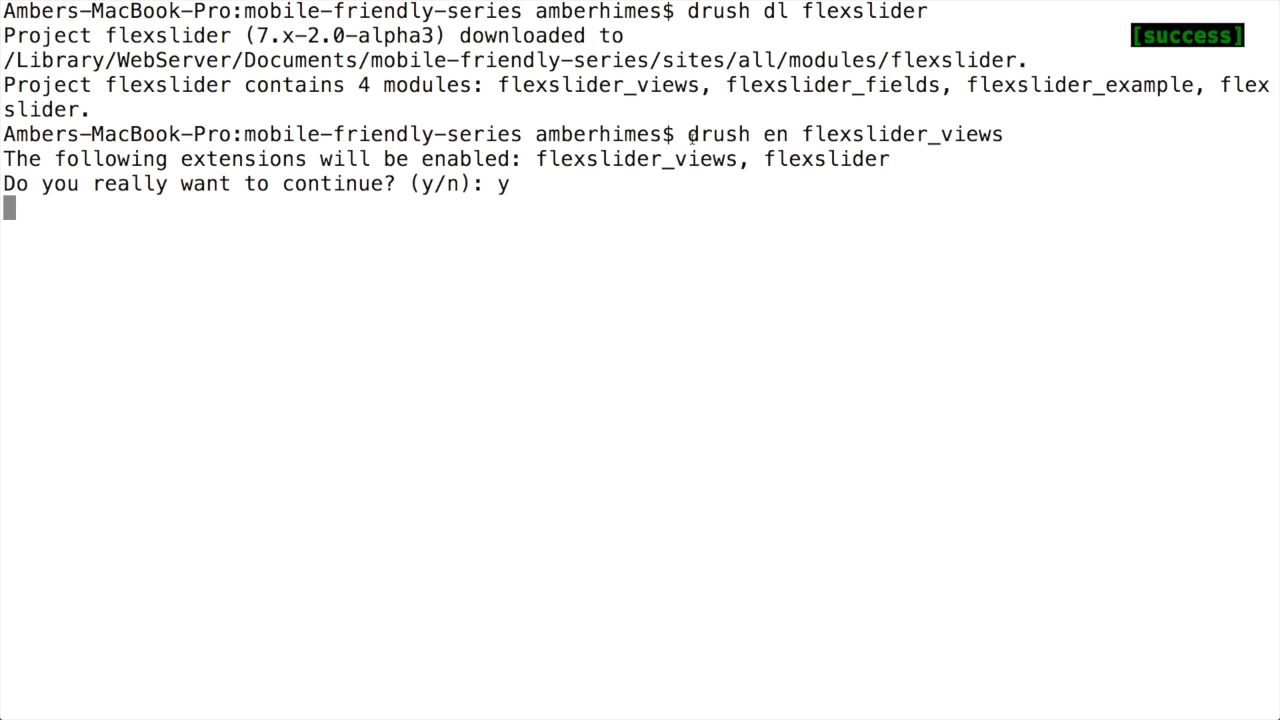 Ambers-MacBook-Pro:mobile-friendly-series amberhimes$ drush dl flexslider
Project flexslider (7.x-2.0-alpha3) downloaded to [success]
/Library/WebServer/Documents/mobile-friendly-series/sites/all/modules/flexslider.
Project flexslider contains 4 modules: flexslider_views, flexslider_fields, flexslider_example, flex
slider.
Ambers-MacBook-Pro:mobile-friendly-series amberhimes$ drush en flexslider_views
The following extensions will be enabled: flexslider_views, flexslider
Do you really want to continue? (y/n): y